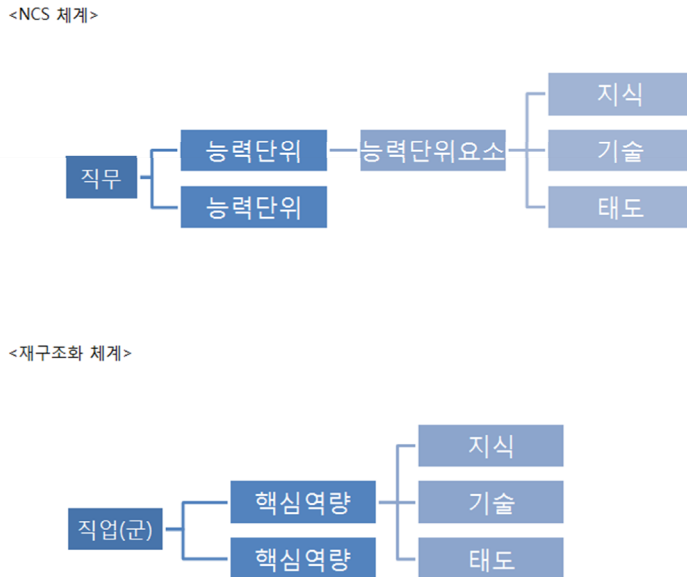 <NCS 체계>
지식
능력단위 능력단위요소 기술
직무
능력단위 태도
<재구조화 체계>
지식
핵심역량 기술
직업(군)
핵심역량 태도